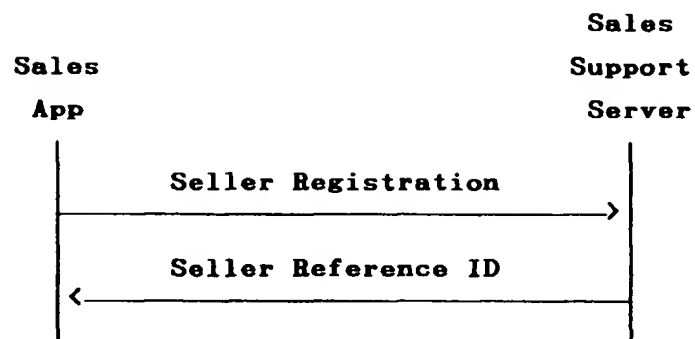 Sales
Sales Support
App Server
Seller Registration
Seller Reference ID